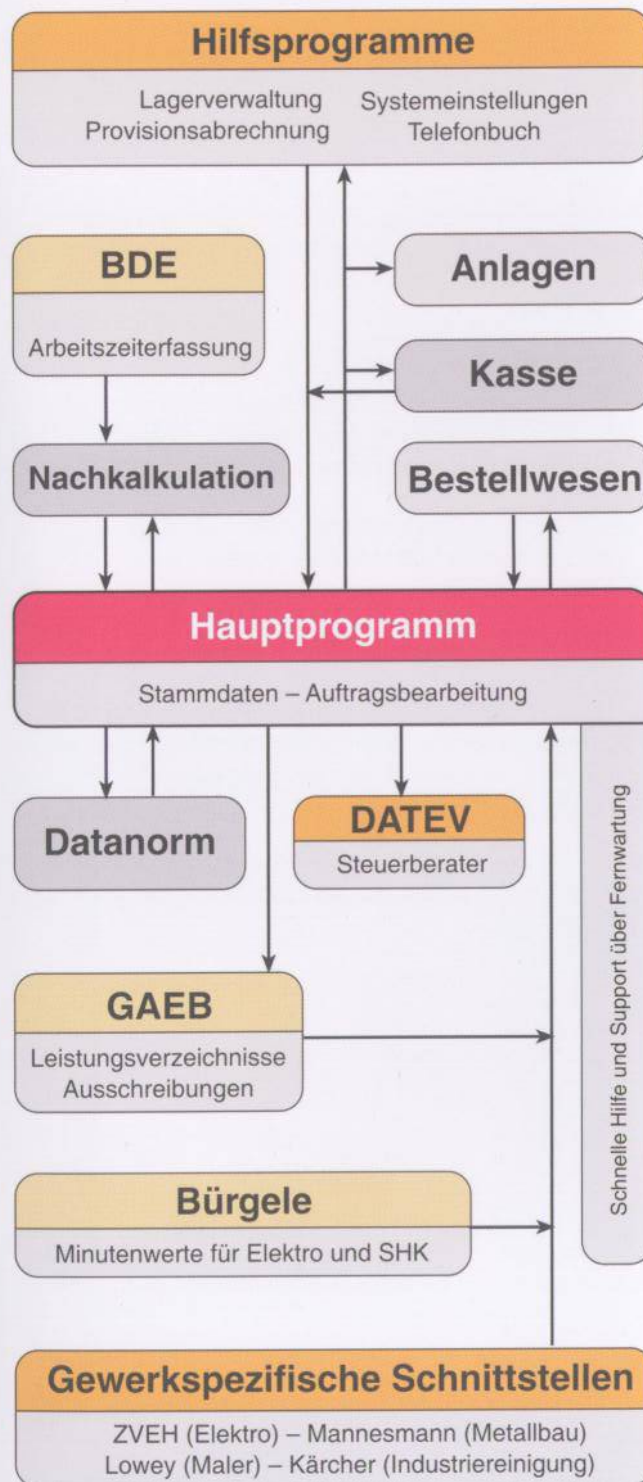 Hilfsprogramme
Lagerverwaltung Systemeinstellungen
Provisionsabrechnung Telefonbuch
BDE
Arbeitszeiterfassung
Anlagen
Kasse
Nachkalkulation
Bestellwesen
Hauptprogramm
Stammdaten – Auftragsbearbeitung
Datanorm
DATEV
Steuerberater
GAEB
Leistungsverzeichnisse
Ausschreibungen
Bürgele
Minutenwerte für Elektro und SHK
Schnelle Hilfe und Support über Fernwartung
Gewerkspezifische Schnittstellen
ZVEH (Elektro) – Mannesmann (Metallbau)
Lowey (Maler) – Kärcher (Industriereinigung)